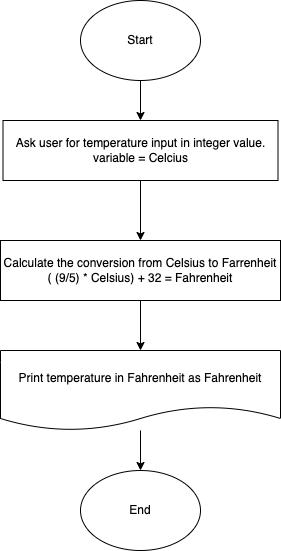 Start
Ask user for temperature input in integer value.
variable = Celcius
Calculate the conversion from Celsius to Farrenheit
( (9/5) * Celsius) + 32 = Fahrenheit
Print temperature in Fahrenheit as Fahrenheit
End